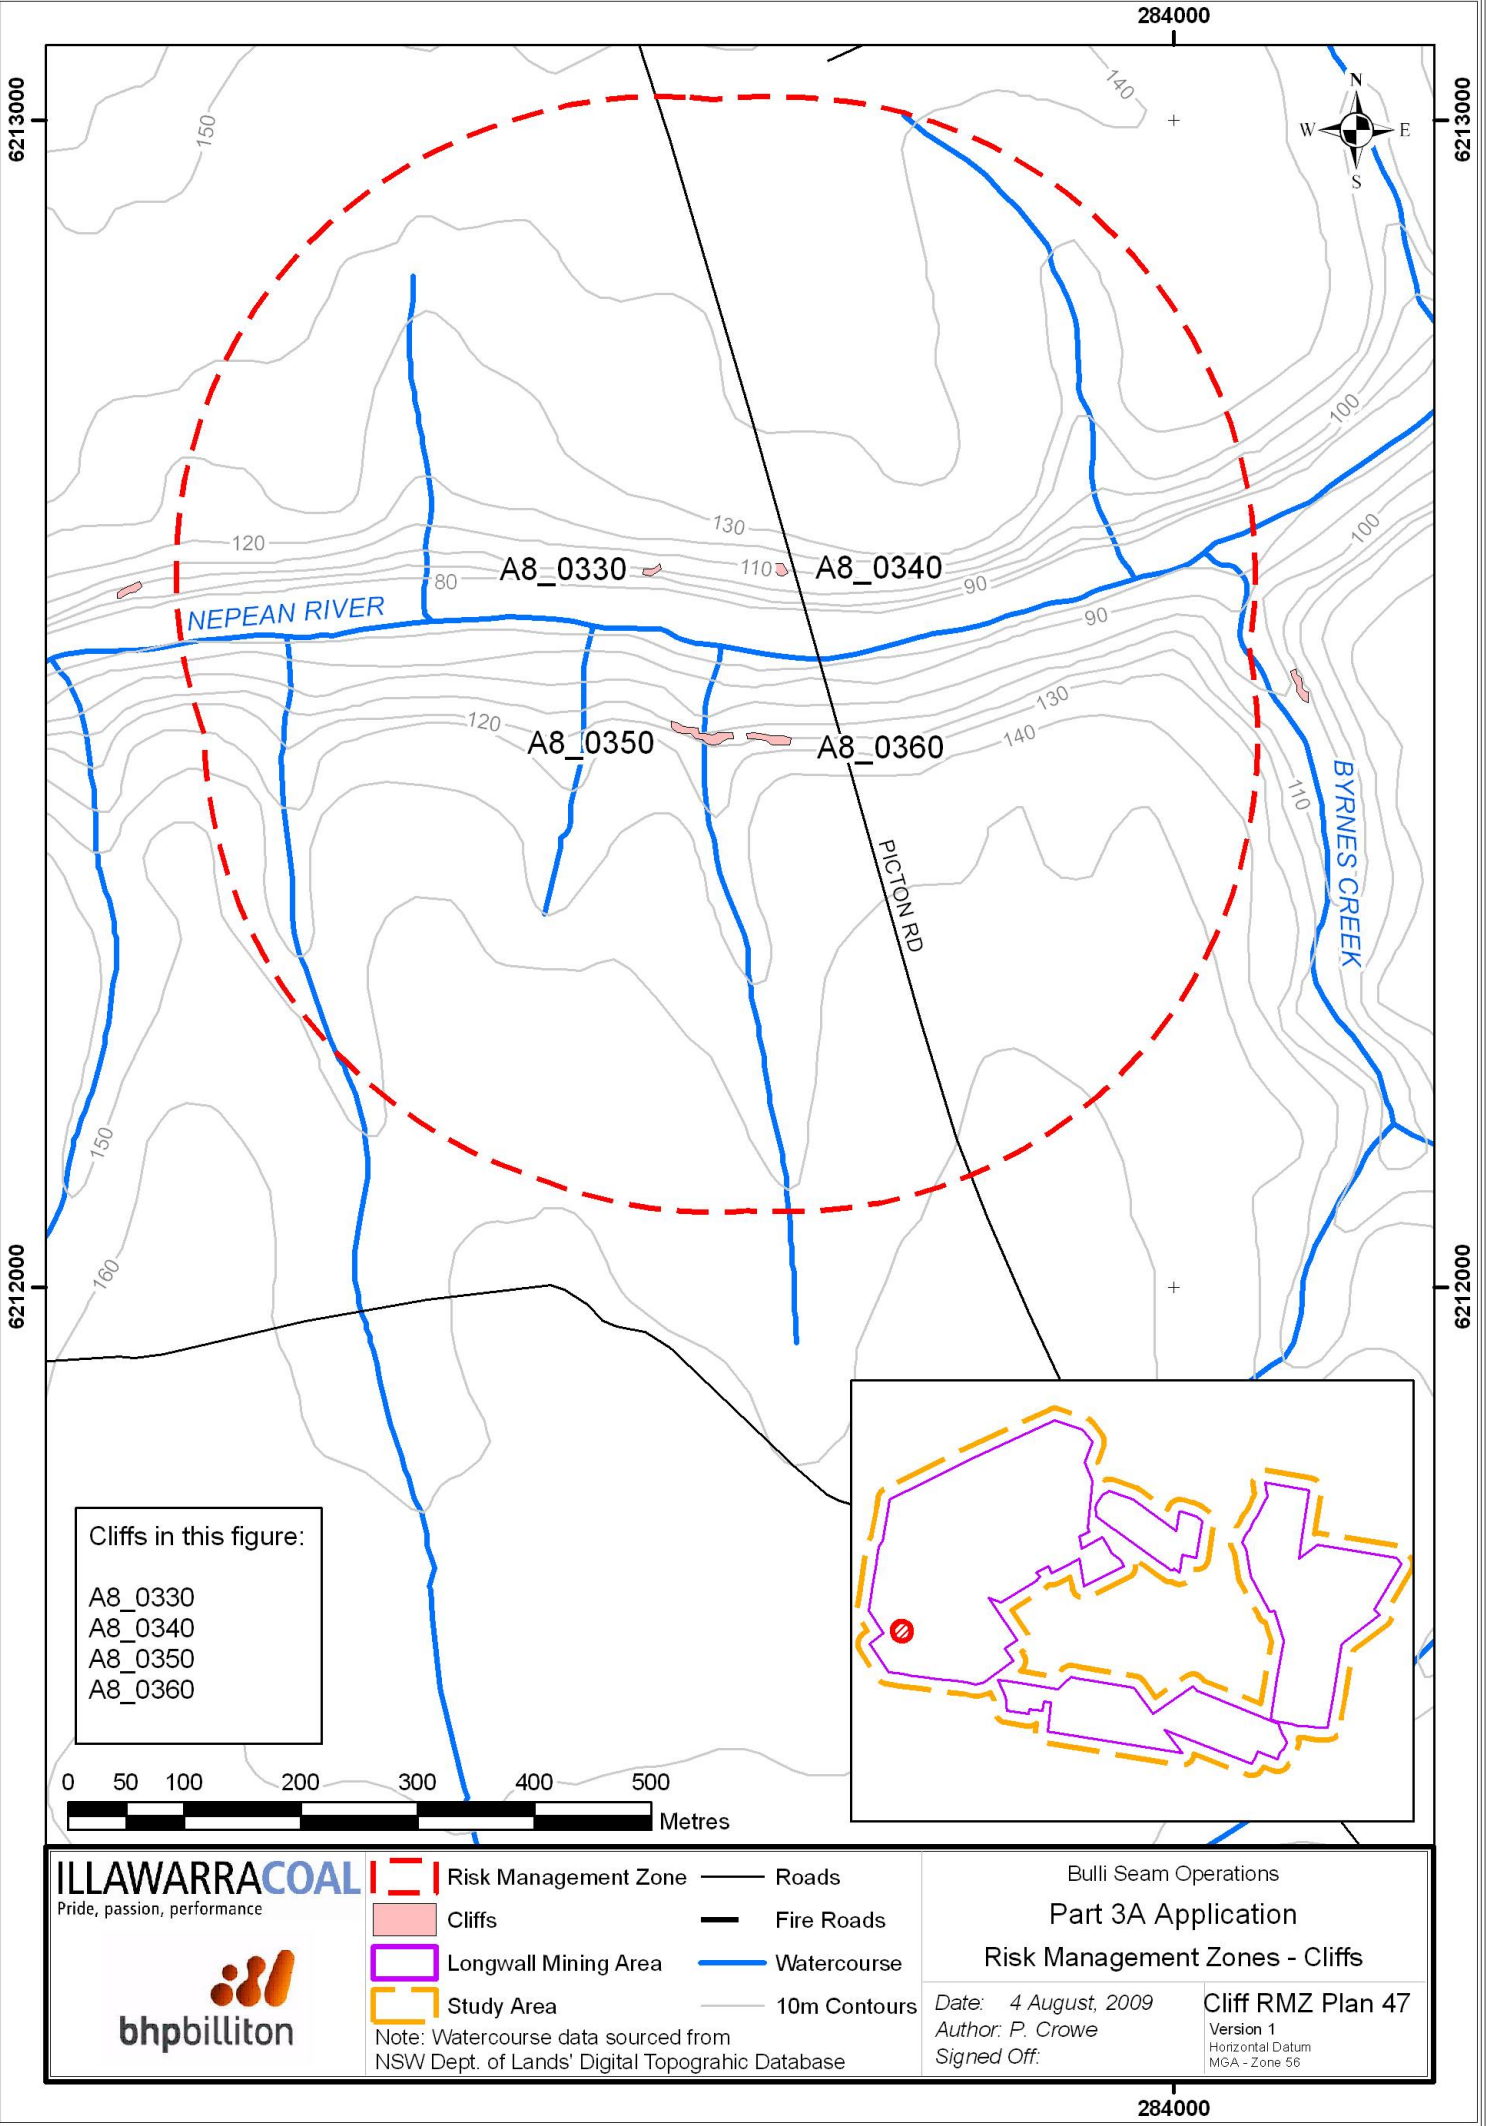 284000
6213000
6213000
N
W
E
S
140
150
100
100
120
130
A8_0330
110
A8_0340
80
90
NEPEAN RIVER
90
130
120
140
A8_0350
A8_0360
110
BYRNES CREEK
PICTON RD
150
160
6212000
6212000
Cliffs in this figure:
A8_0330
A8_0340
A8_0350
A8_0360
0 50 100 200 300 400 500
Metres
ILLAWARRACOAL
Pride, passion, performance
bhpbilliton
Risk Management Zone
Cliffs
Longwall Mining Area
Study Area
Roads
Fire Roads
Watercourse
10m Contours
Note: Watercourse data sourced from
NSW Dept. of Lands' Digital Topograhic Database
Bulli Seam Operations
Part 3A Application
Risk Management Zones - Cliffs
Date: 4 August, 2009
Author: P. Crowe
Signed Off:
Cliff RMZ Plan 47
Version 1
Horizontal Datum
MGA - Zone 56
284000